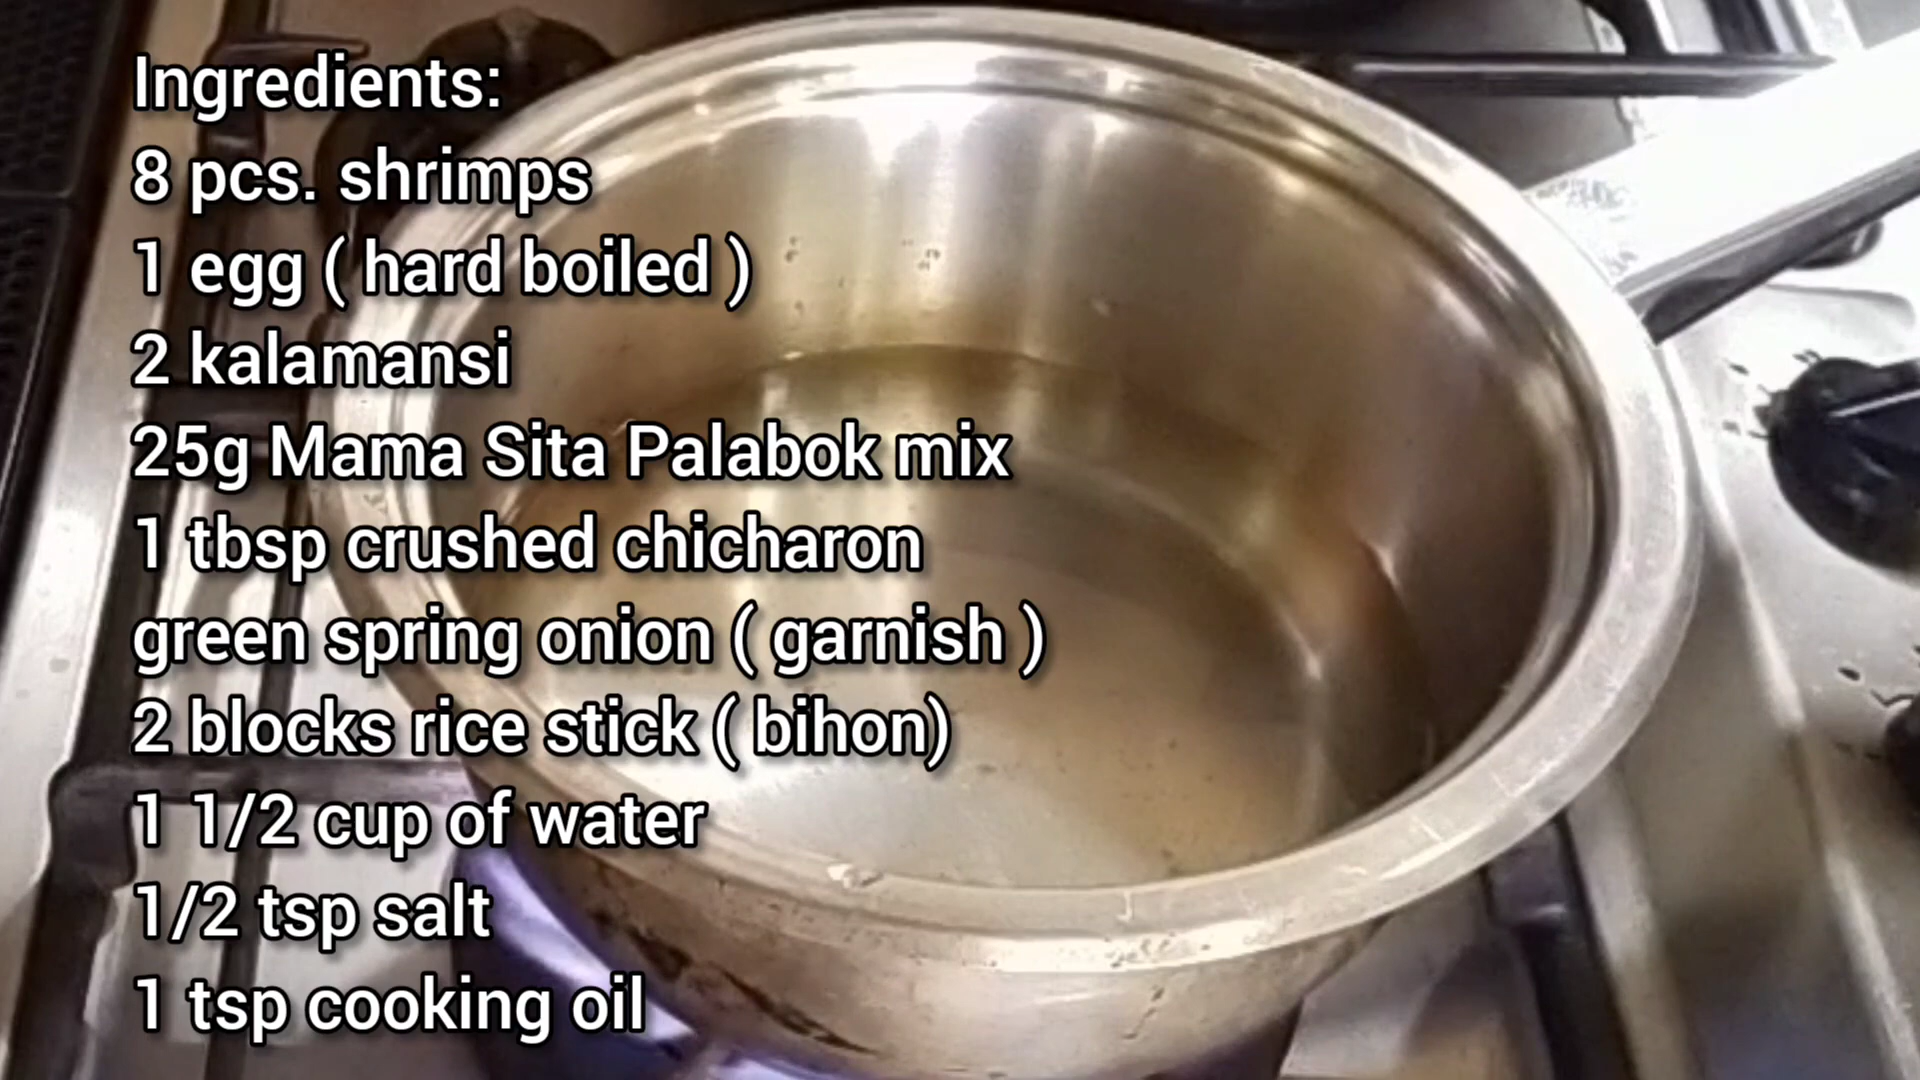 Ingredients:
8 pcs. shrimps
1 egg ( hard boiled )
2 kalamansi
25g Mama Sita Palabok mix
1 tbsp crushed chicharon
green spring onion ( garnish )
2 blocks rice stick ( bihon)
1 1/2 cup of water
1/2 tsp salt
1 tsp cooking oil